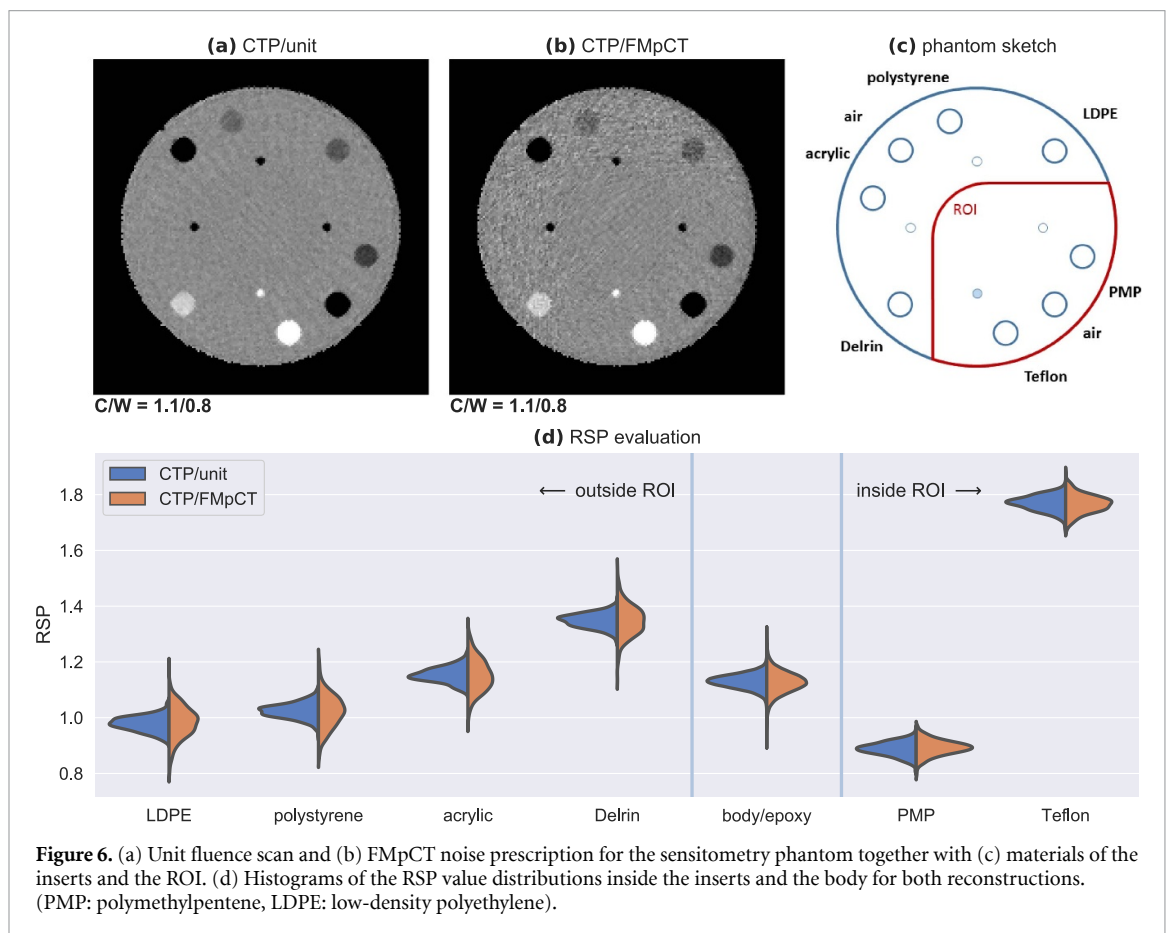 (a) CTP/unit
(b) CTP/FMpCT
(c) phantom sketch
polystyrene
air
LDPE
acrylic
ROI
PMP
air
Delrin
Teflon
C/W = 1.1/0.8
C/W = 1.1/0.8
(d) RSP evaluation
CTP/unit
CTP/FMpCT
← outside ROI
inside ROI →
RSP
1.8
1.6
1.4
1.2
1.0
0.8
LDPE
polystyrene
acrylic
Delrin
body/epoxy
PMP
Teflon
Figure 6. (a) Unit fluence scan and (b) FMpCT noise prescription for the sensitometry phantom together with (c) materials of the
inserts and the ROI. (d) Histograms of the RSP value distributions inside the inserts and the body for both reconstructions.
(PMP: polymethylpentene, LDPE: low-density polyethylene).